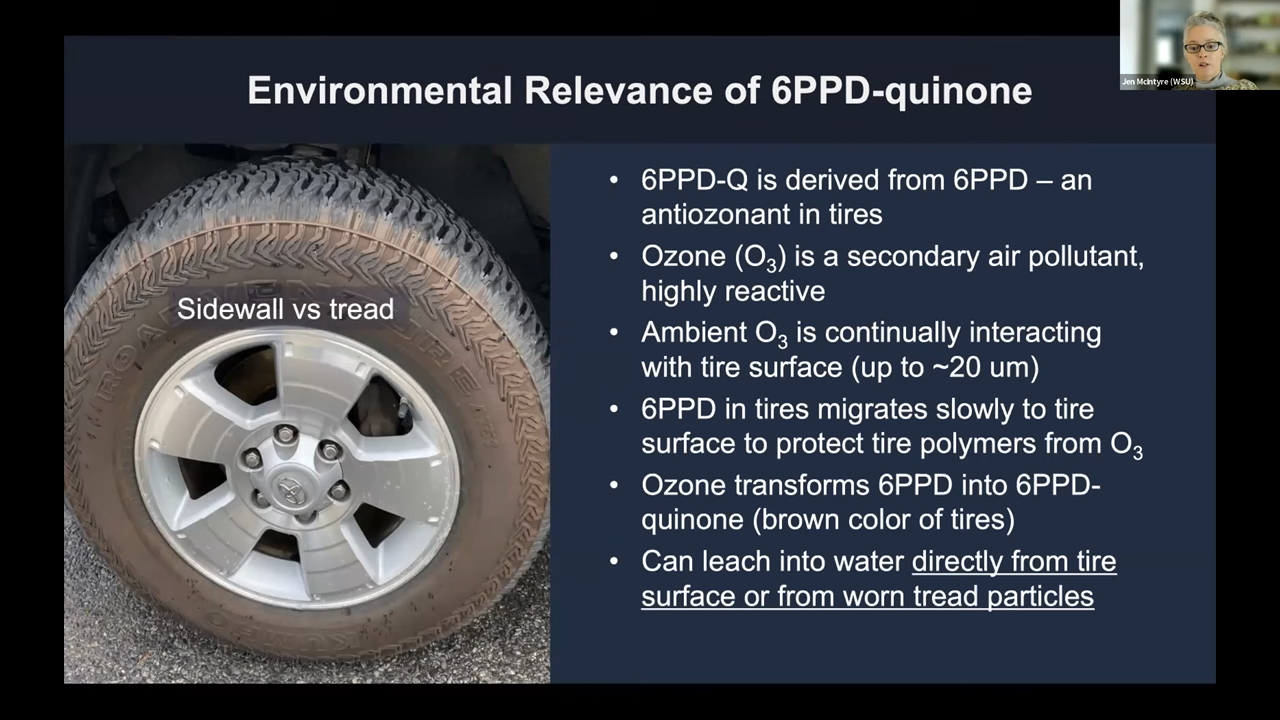 Jen McIntyre (WSU)
Environmental Relevance of 6PPD-quinone
Sidewall vs tread
• 6PPD-Q is derived from 6PPD – an
antiozonant in tires
• Ozone (O₃) is a secondary air pollutant,
highly reactive
• Ambient O₃ is continually interacting
with tire surface (up to ~20 um)
• 6PPD in tires migrates slowly to tire
surface to protect tire polymers from O₃
• Ozone transforms 6PPD into 6PPD-
quinone (brown color of tires)
• Can leach into water directly from tire
surface or from worn tread particles